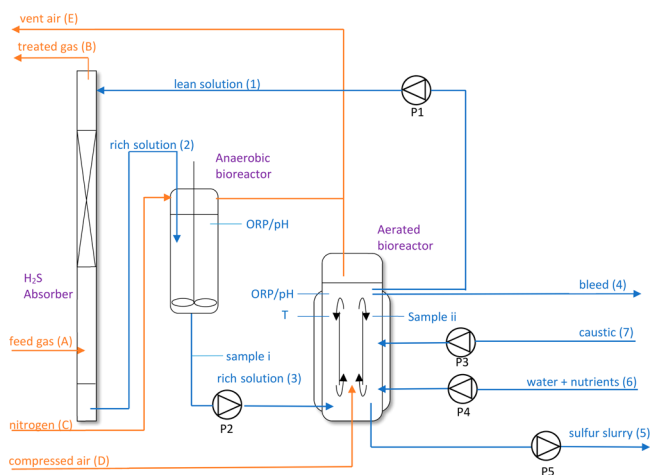 vent air (E)
treated gas (B)
lean solution (1)
P1
rich solution (2)
Anaerobic
bioreactor
ORP/pH
Aerated
bioreactor
H2S
Absorber
ORP/pH
bleed (4)
T
Sample ii
caustic (7)
feed gas (A)
P3
sample i
rich solution (3)
water + nutrients (6)
P4
P2
nitrogen (C)
sulfur slurry (5)
compressed air (D)
P5